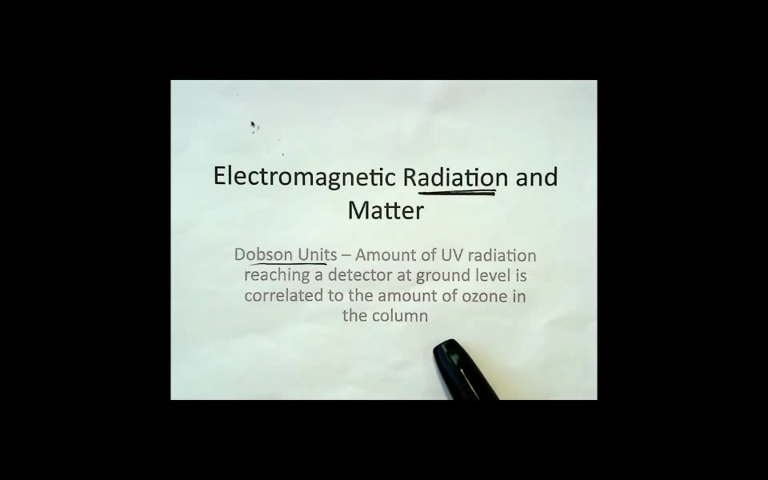 Electromagnetic Radiation and
Matter
Dobson Units – Amount of UV radiation
reaching a detector at ground level is
correlated to the amount of ozone in
the column